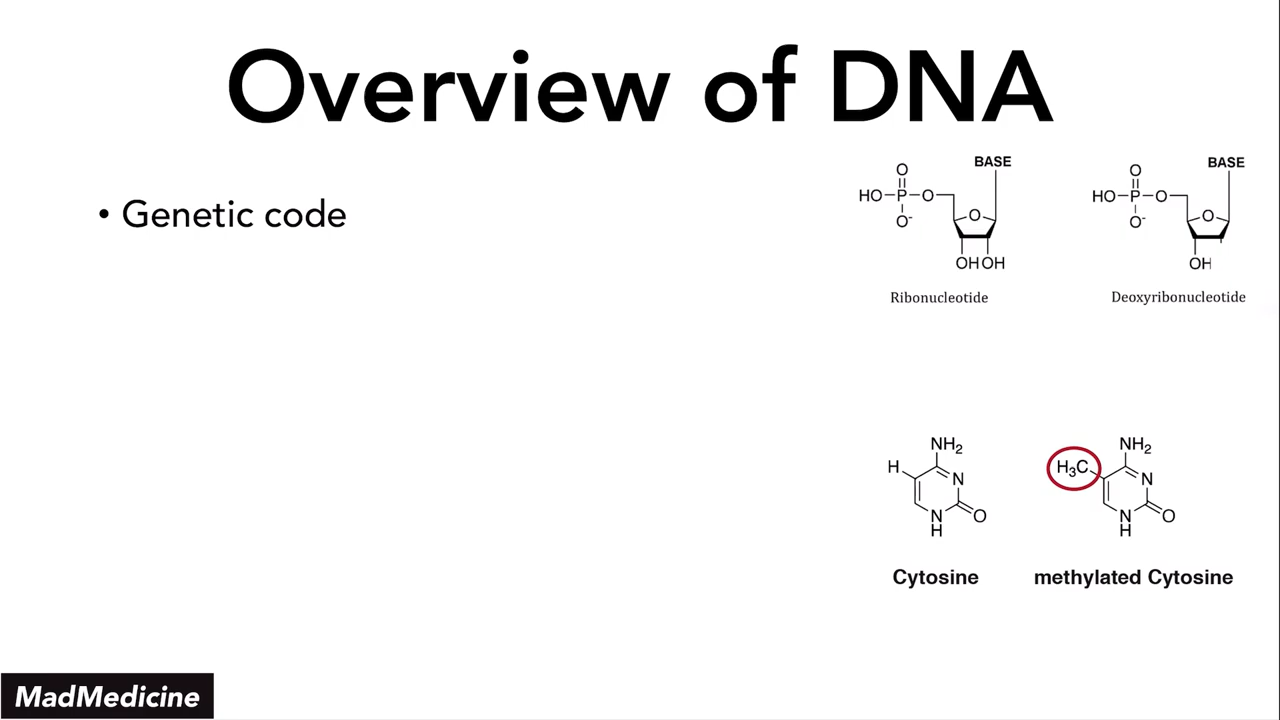 Overview of DNA
• Genetic code
BASE
O
HO P O
O
O-
OH OH
Ribonucleotide
BASE
O
HO P O
O
O-
OH
Deoxyribonucleotide
NH2
H
N
N
O
H
Cytosine
NH2
H3C
N
N
O
H
methylated Cytosine
MadMedicine